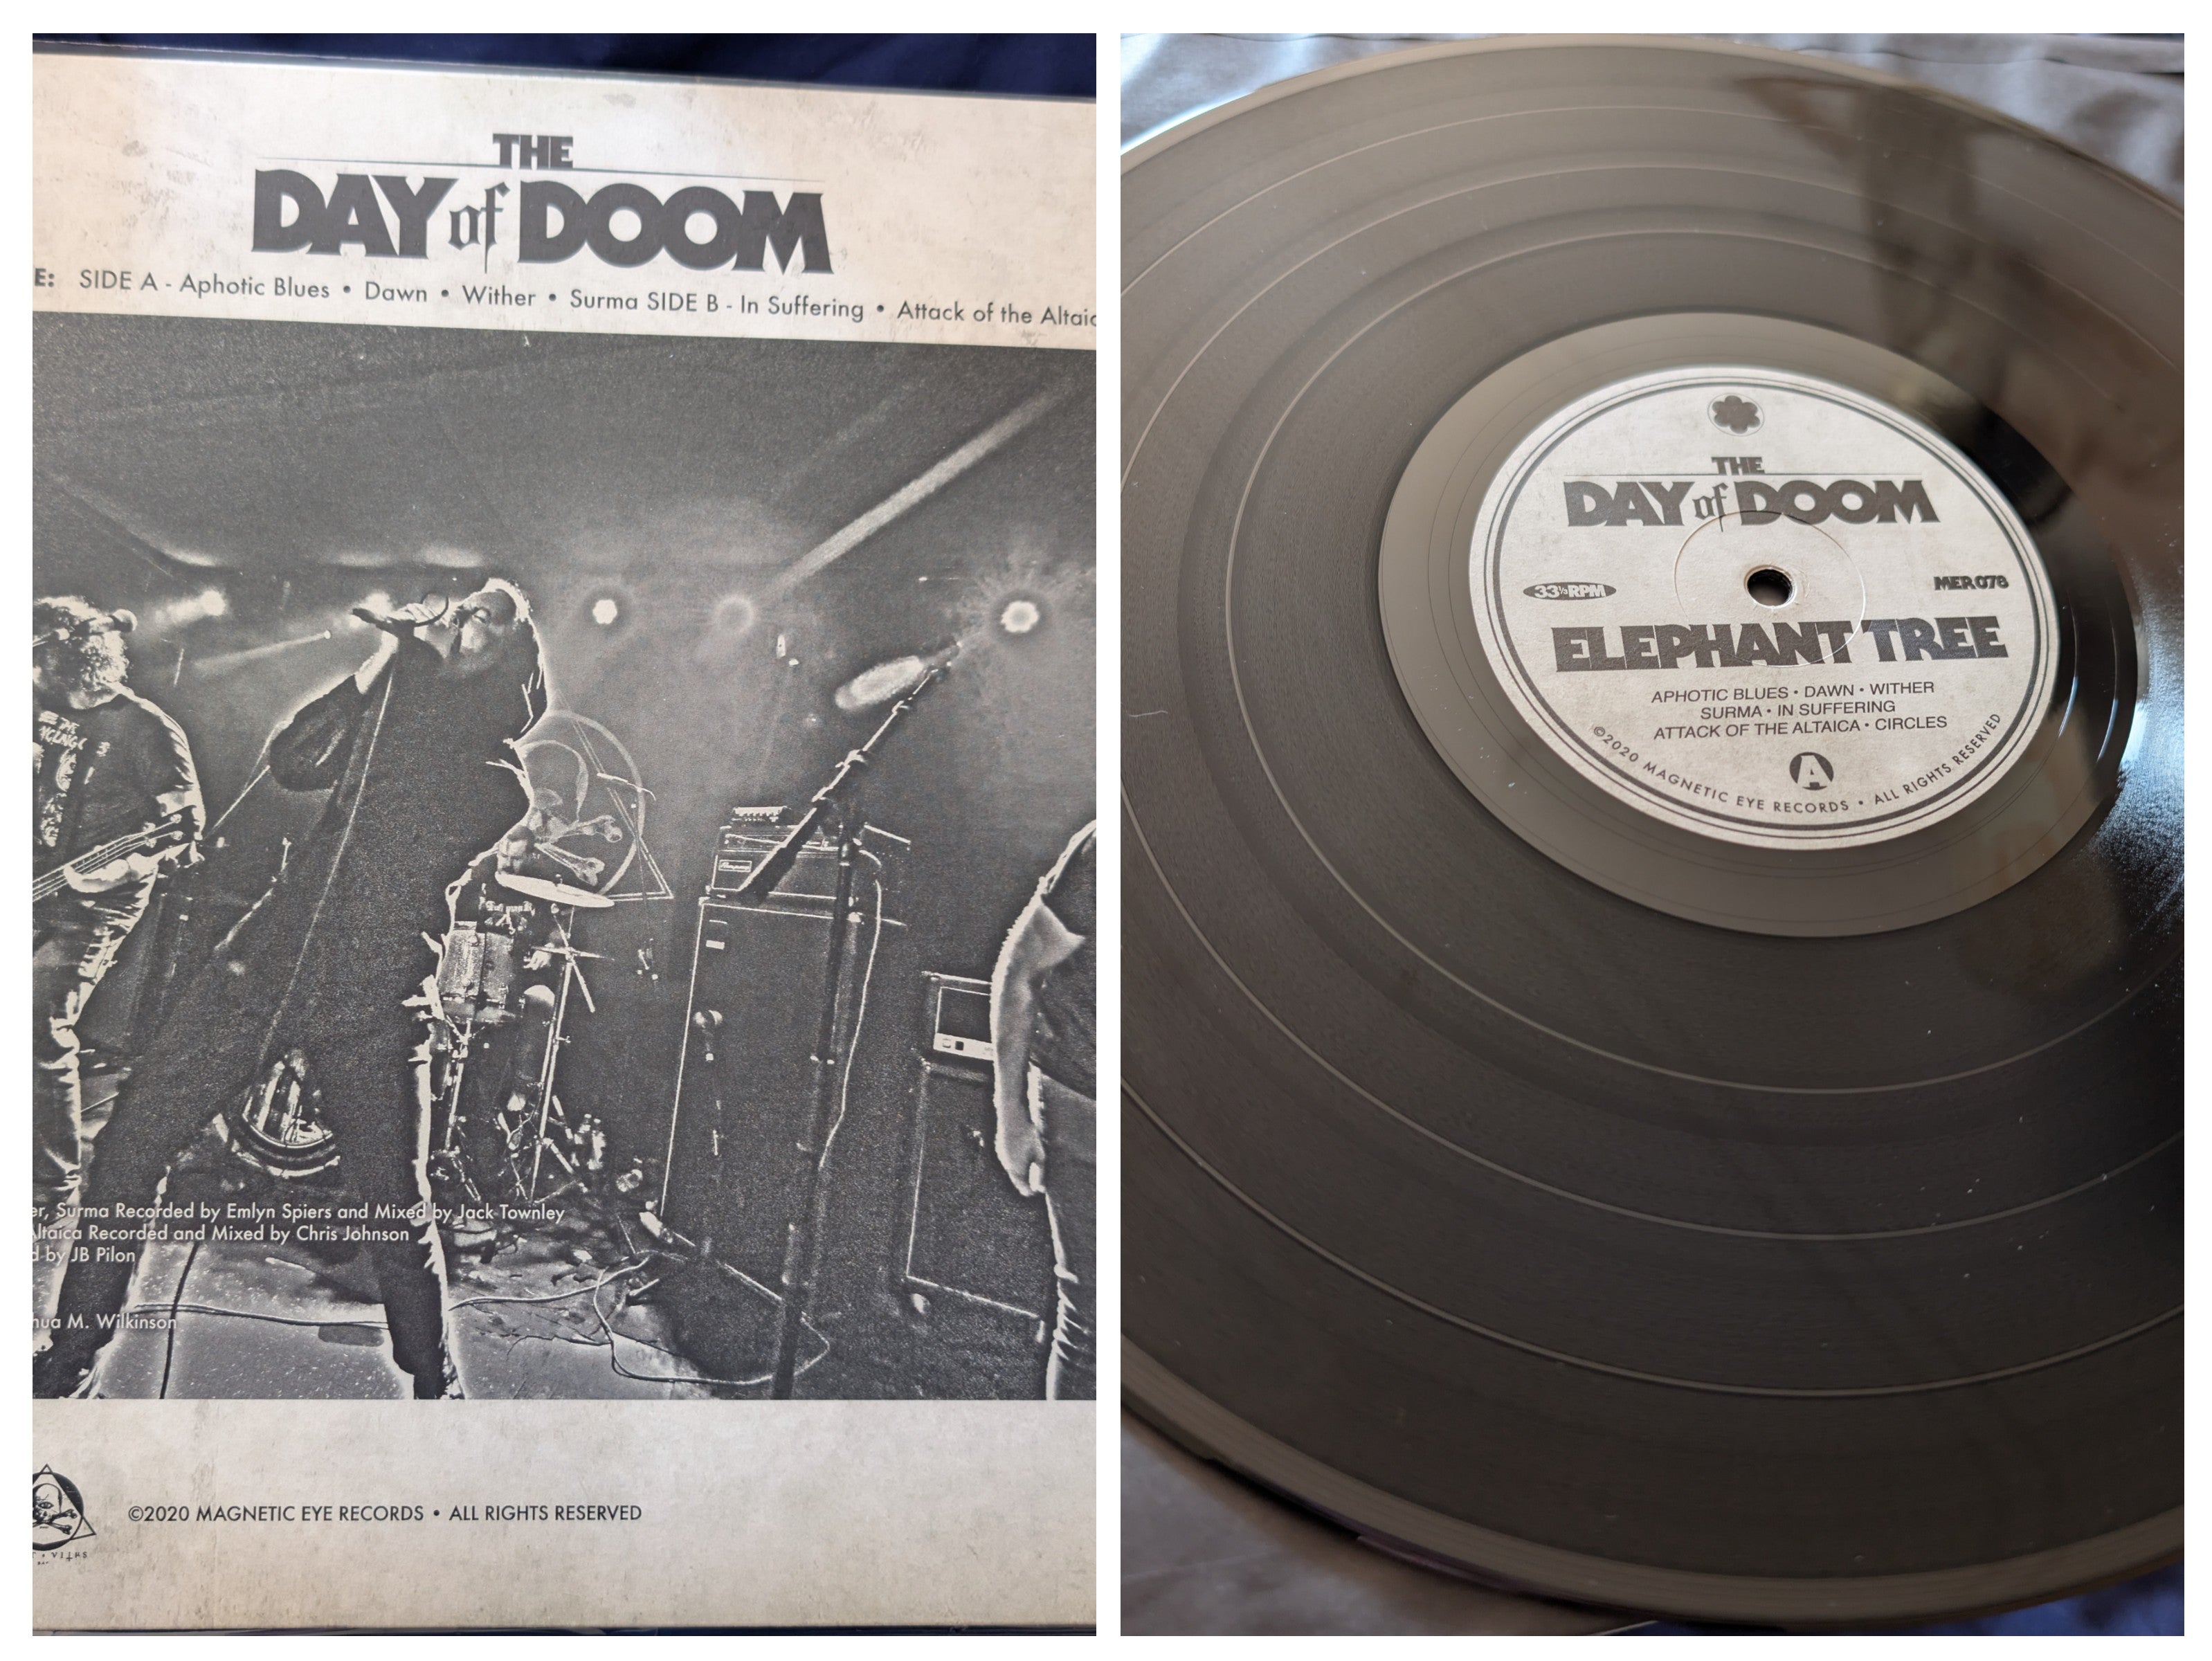 THE
DAY of DOOM
E: SIDE A - Aphotic Blues • Dawn • Wither • Surma SIDE B - In Suffering • Attack of the Altaic
er, Surma Recorded by Emlyn Spiers and Mixed by Jack Townley
ltaica Recorded and Mixed by Chris Johnson
d by JB Pilon
hua M. Wilkinson
©2020 MAGNETIC EYE RECORDS • ALL RIGHTS RESERVED
THE
DAY of DOOM
33⅓ RPM
MER078
ELEPHANT TREE
APHOTIC BLUES • DAWN • WITHER
SURMA • IN SUFFERING
ATTACK OF THE ALTAICA • CIRCLES
A
©2020 MAGNETIC EYE RECORDS • ALL RIGHTS RESERVED